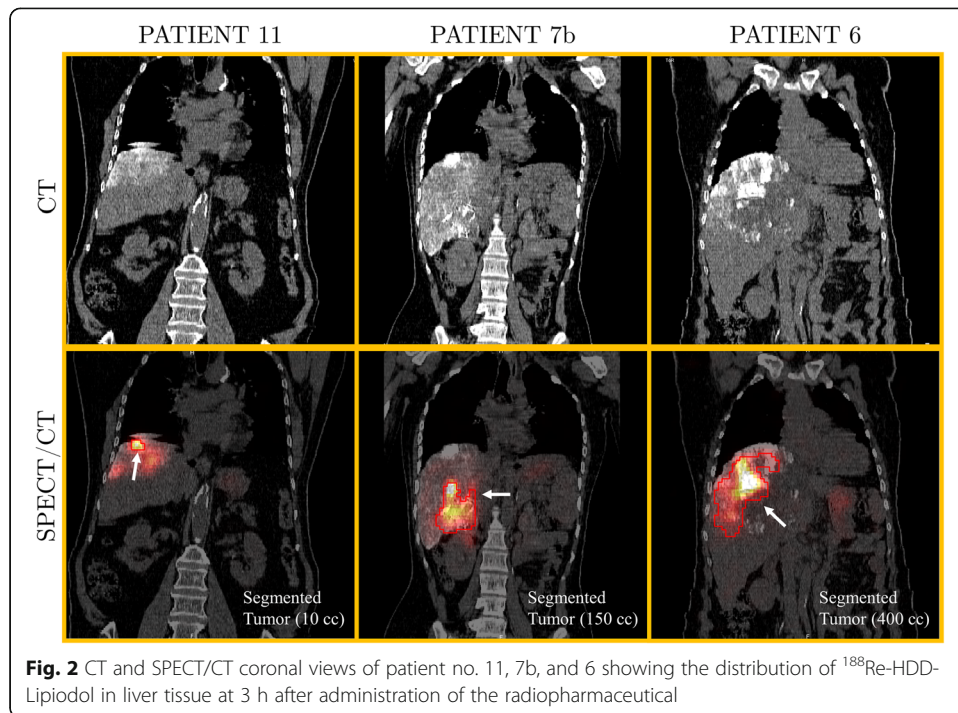 PATIENT 11 PATIENT 7b PATIENT 6
CT
SPECT/CT
Segmented
Tumor (10 cc)
Segmented
Tumor (150 cc)
Segmented
Tumor (400 cc)
Fig. 2 CT and SPECT/CT coronal views of patient no. 11, 7b, and 6 showing the distribution of ¹⁸⁸Re-HDD-
Lipiodol in liver tissue at 3 h after administration of the radiopharmaceutical